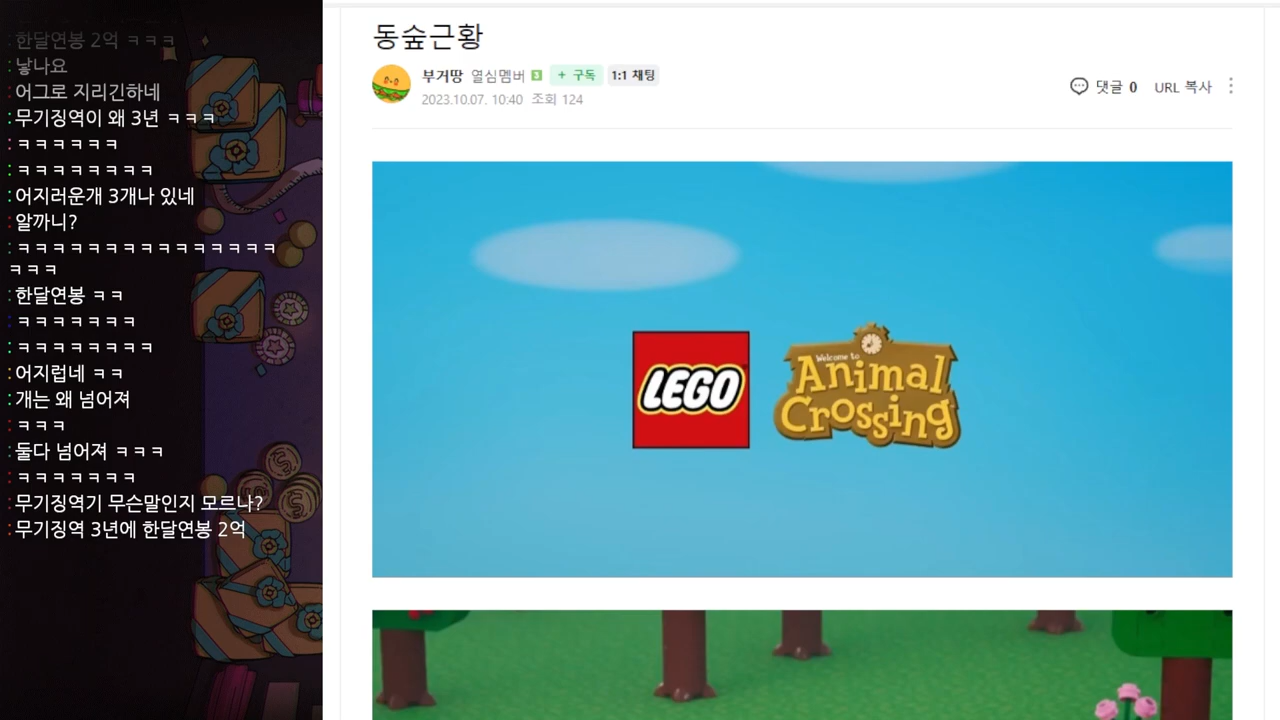 한달연봉 2억 ㅋㅋㅋ
낳나요
어그로 지리긴하네
무기징역이 왜 3년 ㅋㅋㅋ
ㅋㅋㅋㅋㅋㅋ
ㅋㅋㅋㅋㅋㅋㅋㅋ
어지러운개 3개나 있네
알까니?
ㅋㅋㅋㅋㅋㅋㅋㅋㅋㅋㅋㅋㅋㅋㅋ
ㅋㅋㅋ
한달연봉 ㅋㅋ
ㅋㅋㅋㅋㅋㅋㅋ
ㅋㅋㅋㅋㅋㅋㅋㅋ
어지럽네 ㅋㅋ
개는 왜 넘어져
ㅋㅋㅋ
둘다 넘어져 ㅋㅋㅋ
ㅋㅋㅋㅋㅋㅋㅋ
무기징역기 무슨말인지 모르나?
무기징역 3년에 한달연봉 2억
동숲근황
부거땅 열심멤버 3 + 구독 1:1 채팅
2023.10.07. 10:40 조회 124
댓글 0 URL 복사
LEGO
Welcome to
Animal
Crossing